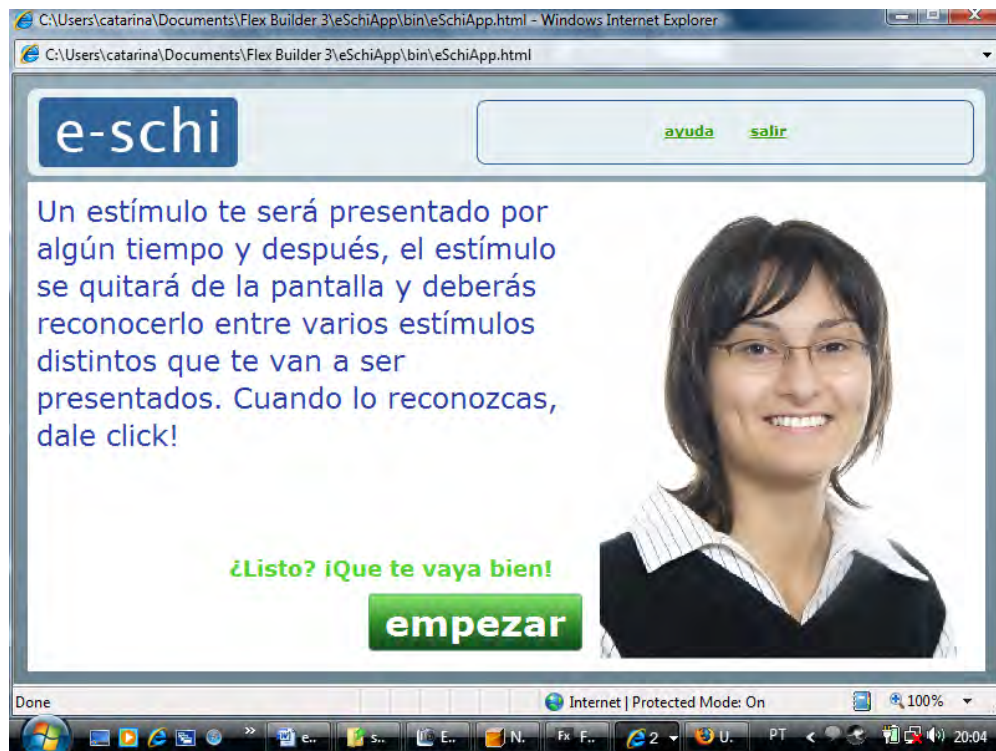 C:\Users\catarina\Documents\Flex Builder 3\eSchiApp\bin\eSchiApp.html - Windows Internet Explorer
C:\Users\catarina\Documents\Flex Builder 3\eSchiApp\bin\eSchiApp.html
e-schi
ayuda salir
Un estímulo te será presentado por
algún tiempo y después, el estímulo
se quitará de la pantalla y deberás
reconocerlo entre varios estímulos
distintos que te van a ser
presentados. Cuando lo reconozcas,
dale click!
¿Listo? ¡Que te vaya bien!
empezar
Done Internet | Protected Mode: On 100%
e.. s.. E.. N. F.. 2 U. PT 20:04